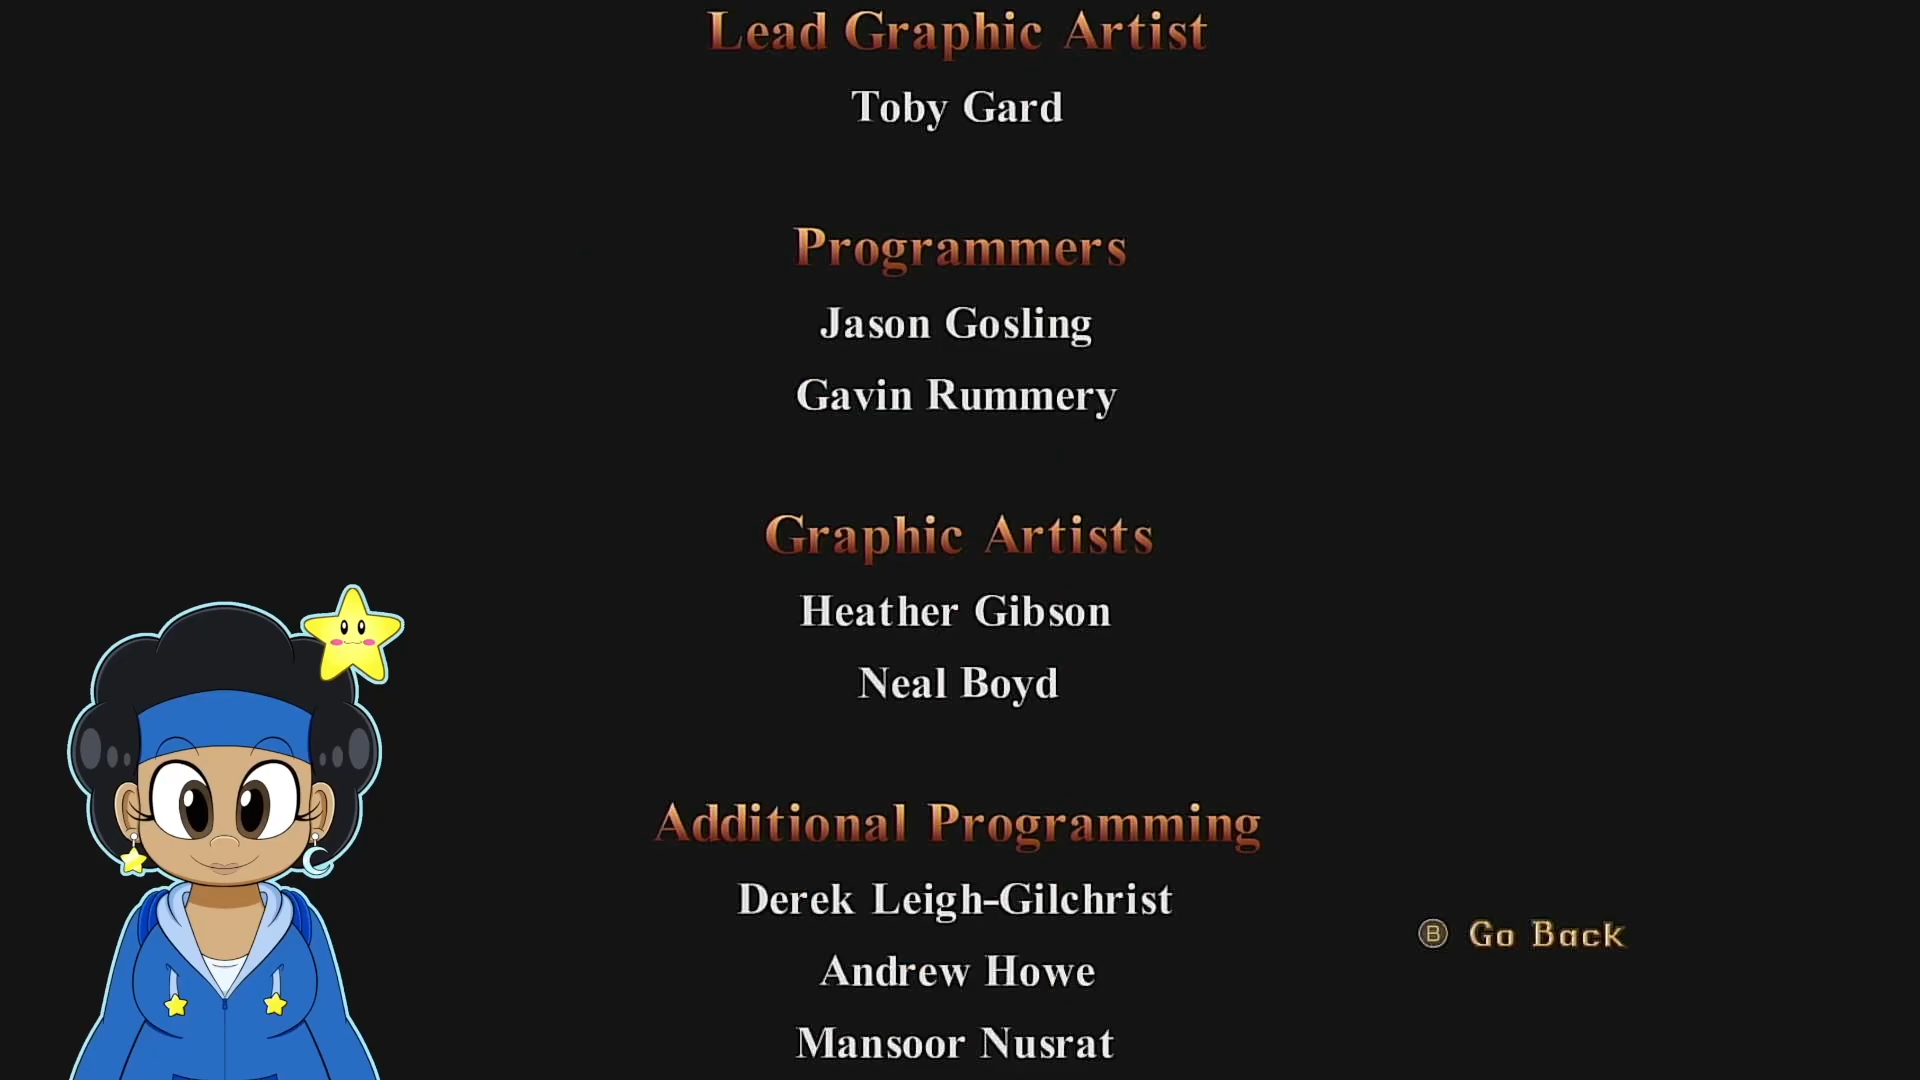 Lead Graphic Artist
Toby Gard
Programmers
Jason Gosling
Gavin Rummery
Graphic Artists
Heather Gibson
Neal Boyd
Additional Programming
Derek Leigh-Gilchrist
Andrew Howe
Mansoor Nusrat
B Go Back